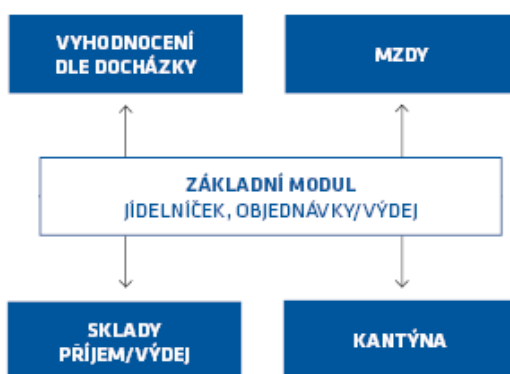 VYHODNOCENÍ
DLE DOCHÁZKY
MZDY
ZÁKLADNÍ MODUL
JÍDELNÍČEK, OBJEDNÁVKY/VÝDEJ
SKLADY
PŘÍJEM/VÝDEJ
KANTÝNA